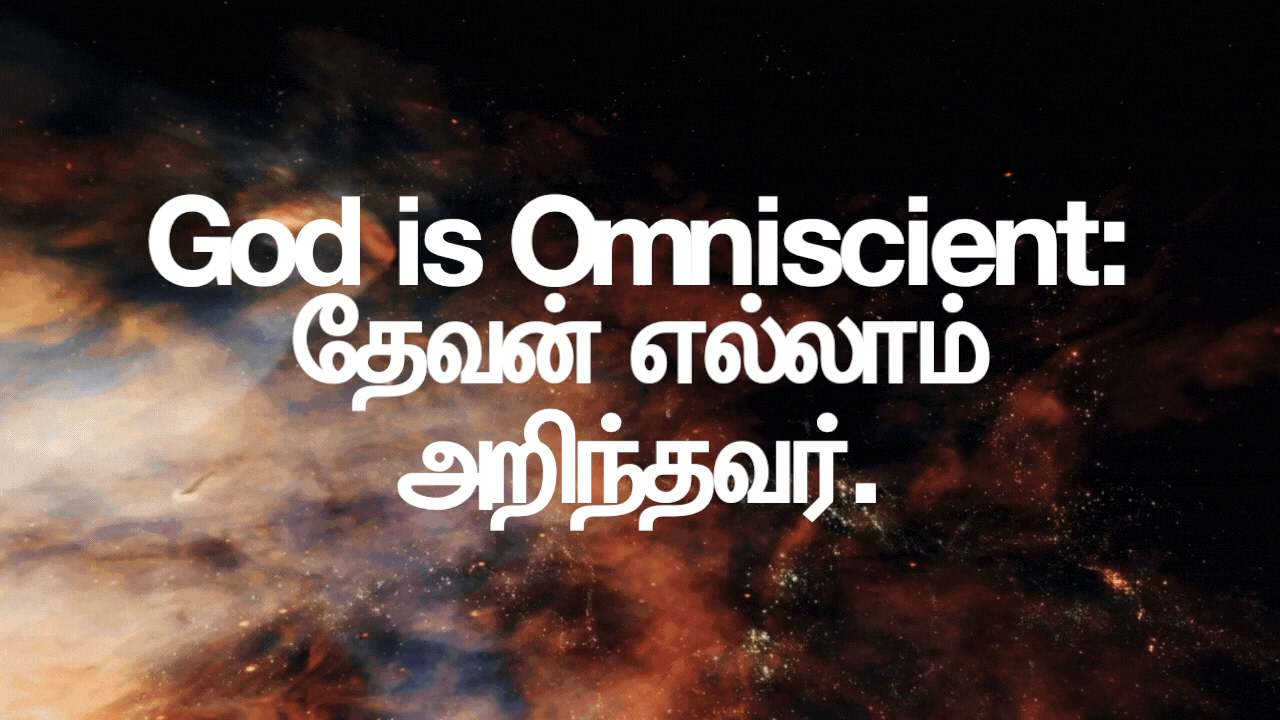 God is Omniscient:
தேவன் எல்லாம்
அறிந்தவர்.